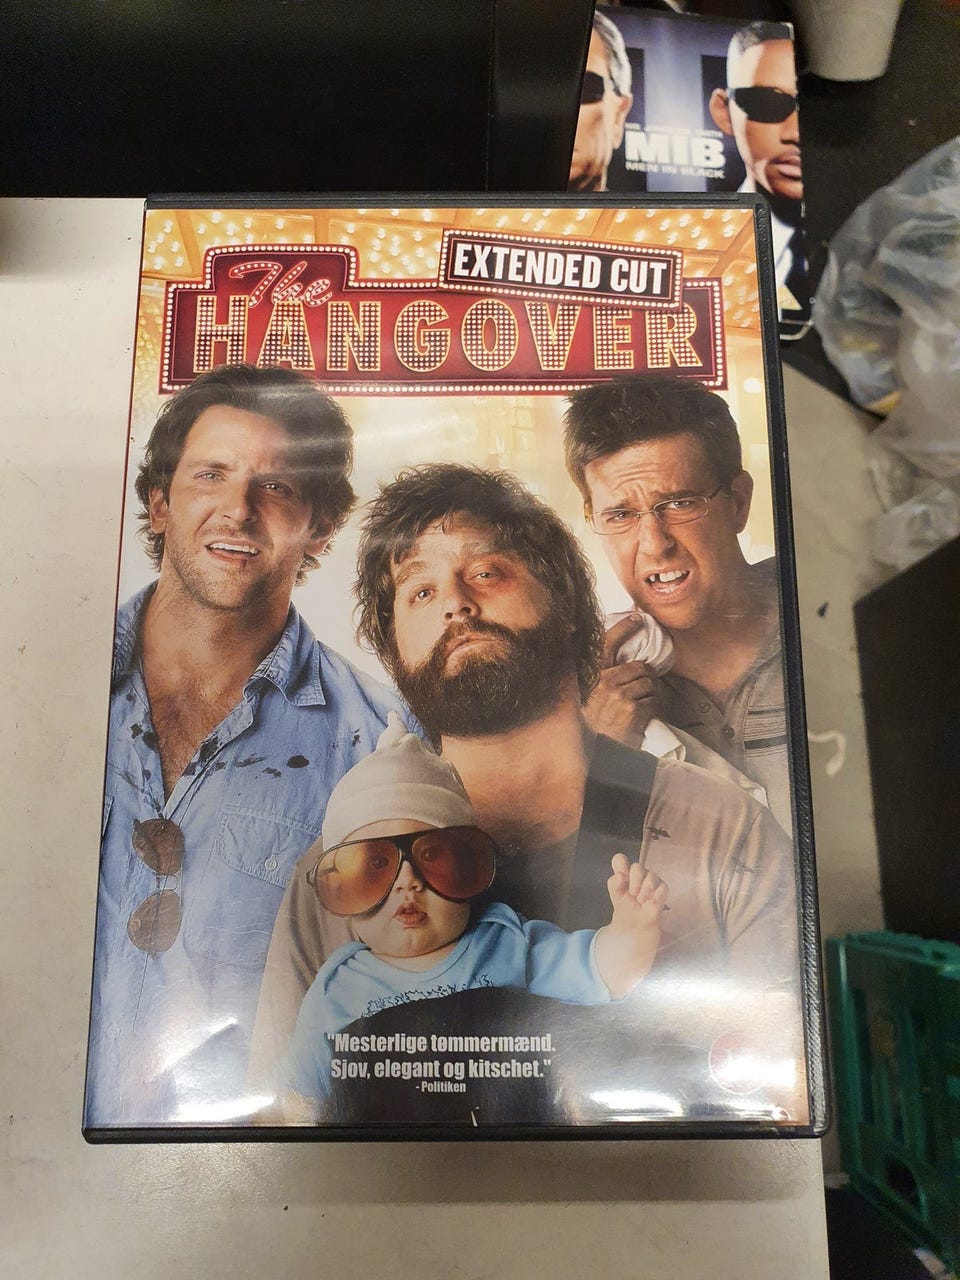 MIB
MEN IN BLACK
EXTENDED CUT
The
HANGOVER
"Mesterlige tømmermænd.
Sjov, elegant og kitschet."
- Politiken